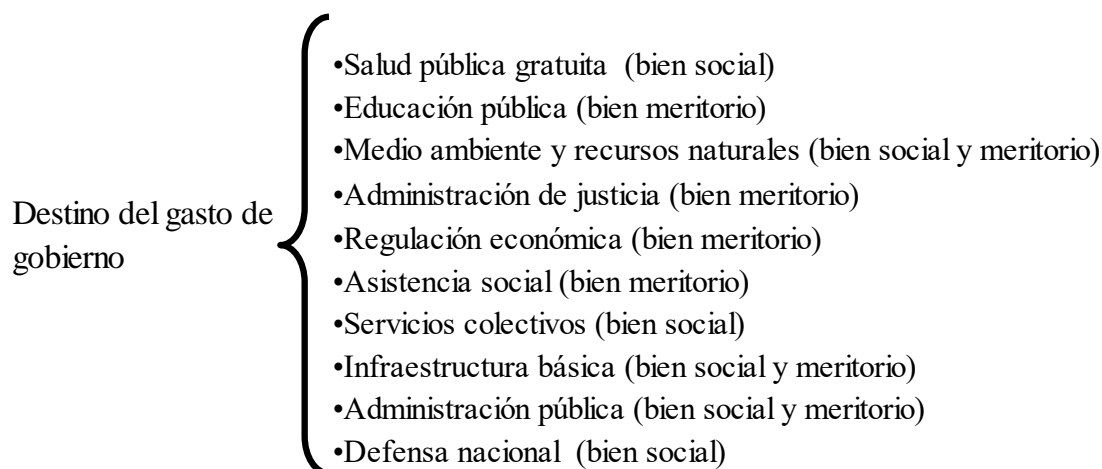 Destino del gasto de
gobierno
•Salud pública gratuita (bien social)
•Educación pública (bien meritorio)
•Medio ambiente y recursos naturales (bien social y meritorio)
•Administración de justicia (bien meritorio)
•Regulación económica (bien meritorio)
•Asistencia social (bien meritorio)
•Servicios colectivos (bien social)
•Infraestructura básica (bien social y meritorio)
•Administración pública (bien social y meritorio)
•Defensa nacional (bien social)